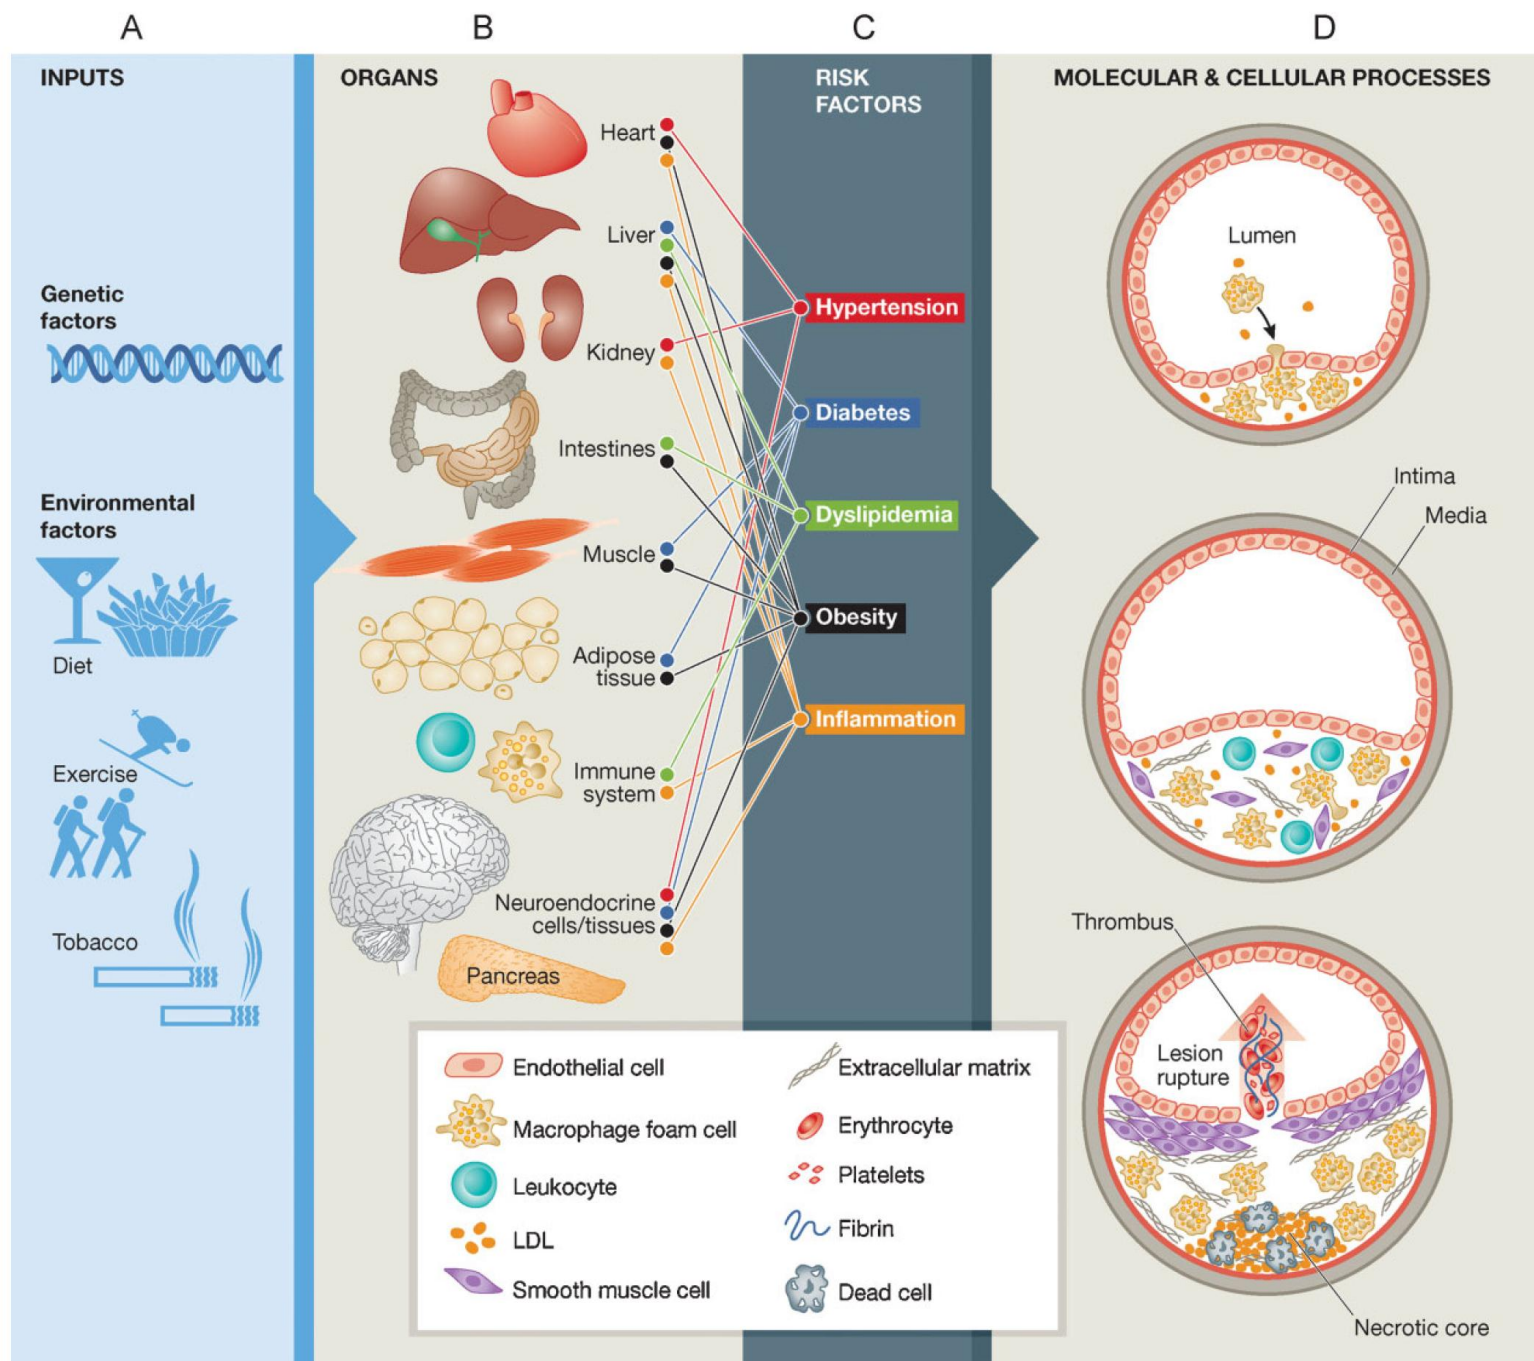 A
B
C
D
INPUTS
ORGANS
RISK
FACTORS
MOLECULAR & CELLULAR PROCESSES
Genetic
factors
Environmental
factors
Diet
Exercise
Tobacco
Heart
Liver
Kidney
Intestines
Muscle
Adipose
tissue
Immune
system
Neuroendocrine
cells/tissues
Pancreas
Hypertension
Diabetes
Dyslipidemia
Obesity
Inflammation
Lumen
Intima
Media
Thrombus
Lesion
rupture
Necrotic core
Endothelial cell
Macrophage foam cell
Leukocyte
LDL
Smooth muscle cell
Extracellular matrix
Erythrocyte
Platelets
Fibrin
Dead cell